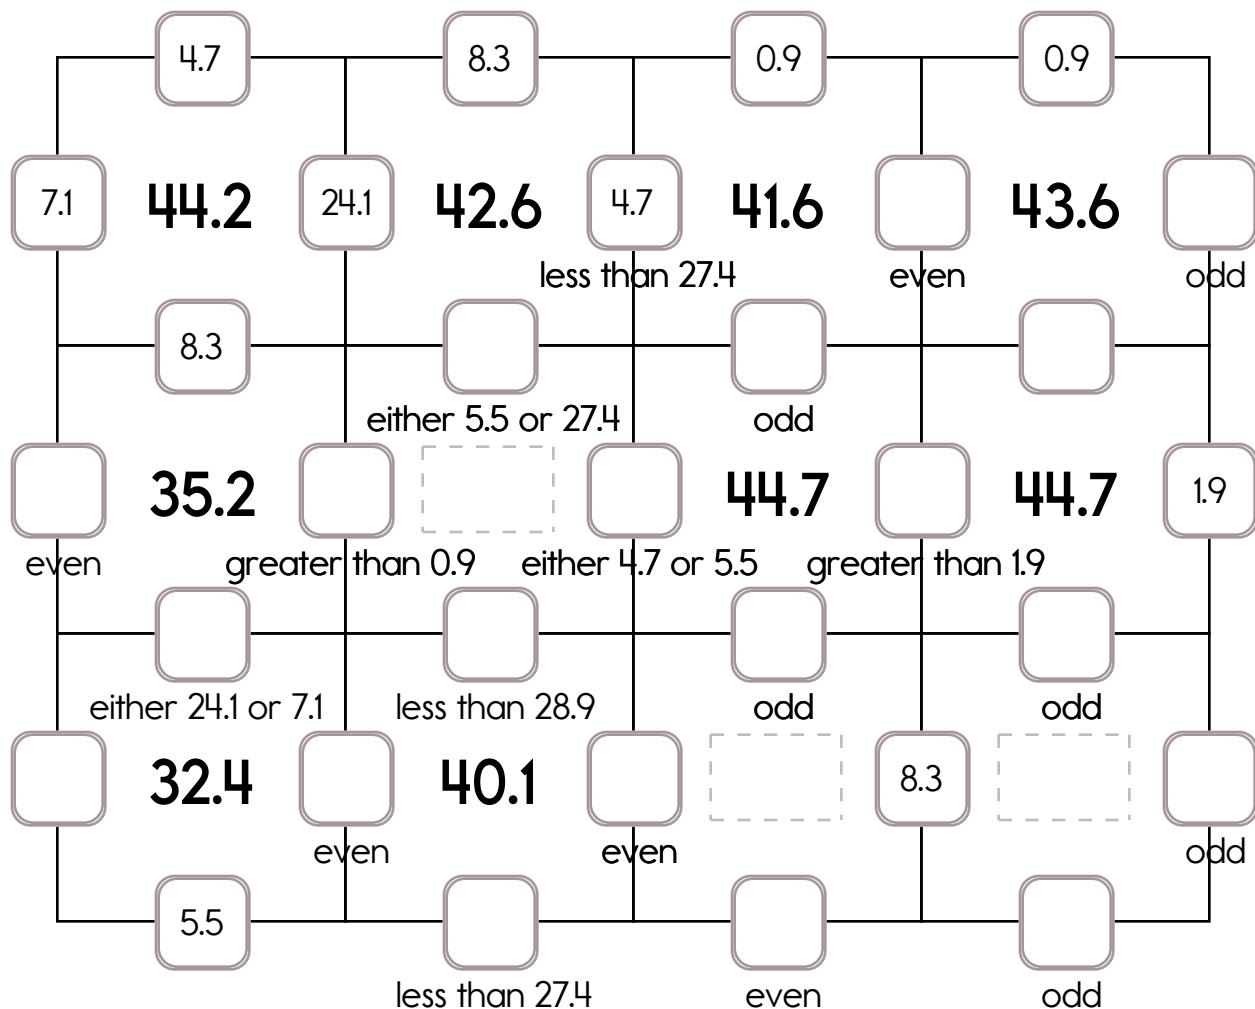 4.7 8.3 0.9 0.9
7.1 44.2 24.1 42.6 4.7 41.6 43.6
less than 27.4 even odd
8.3
either 5.5 or 27.4 odd
35.2 44.7 44.7 1.9
even greater than 0.9 either 4.7 or 5.5 greater than 1.9
either 24.1 or 7.1 less than 28.9 odd odd
32.4 40.1 8.3
even even odd
5.5
less than 27.4 even odd